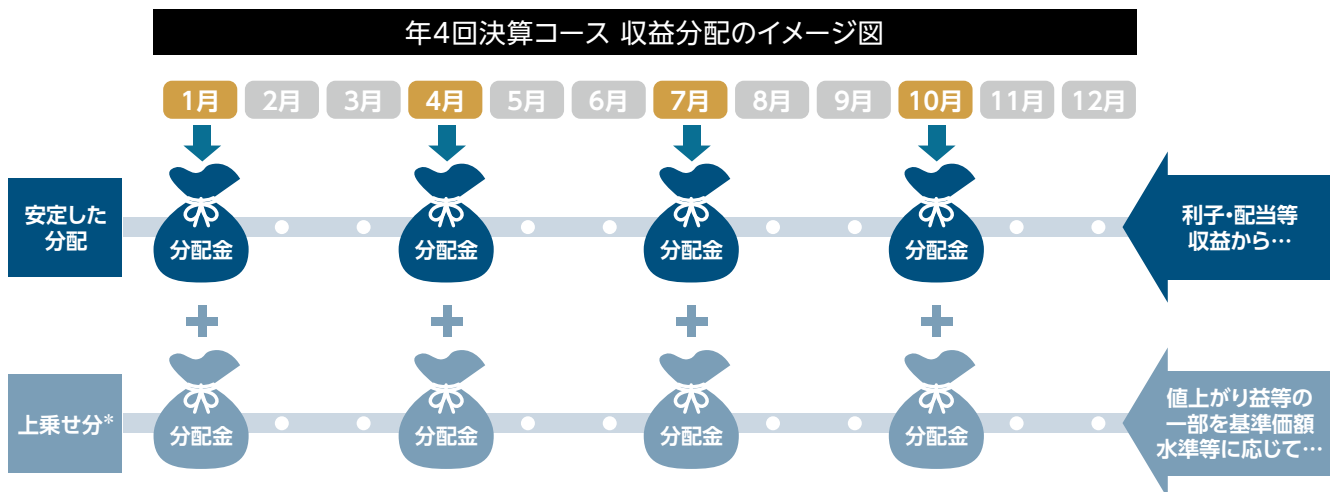 年4回決算コース 収益分配のイメージ図
1月 2月 3月 4月 5月 6月 7月 8月 9月 10月 11月 12月
安定した
分配
分配金 分配金 分配金 分配金
利子・配当等
収益から…
+ + + +
上乗せ分*
分配金 分配金 分配金 分配金
値上がり益等の
一部を基準価額
水準等に応じて…